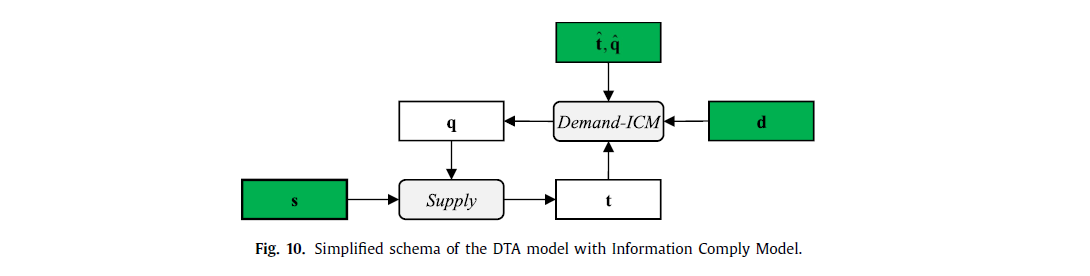 t̂, q̂
q
Demand-ICM
d
s
Supply
t
Fig. 10. Simplified schema of the DTA model with Information Comply Model.